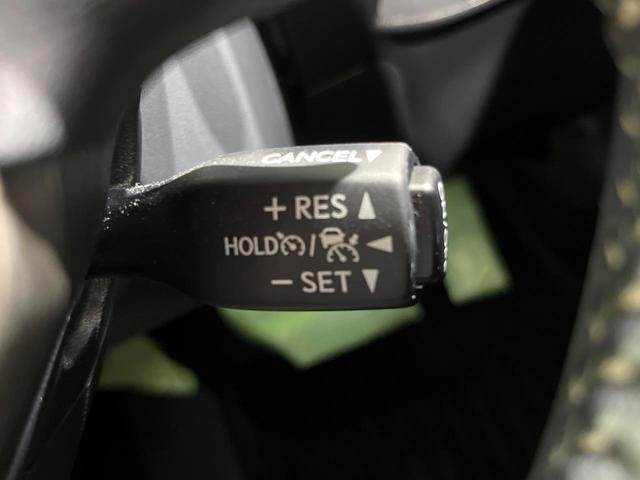 CANCEL▼
+ RES ▲
HOLD / ◀
− SET ▼